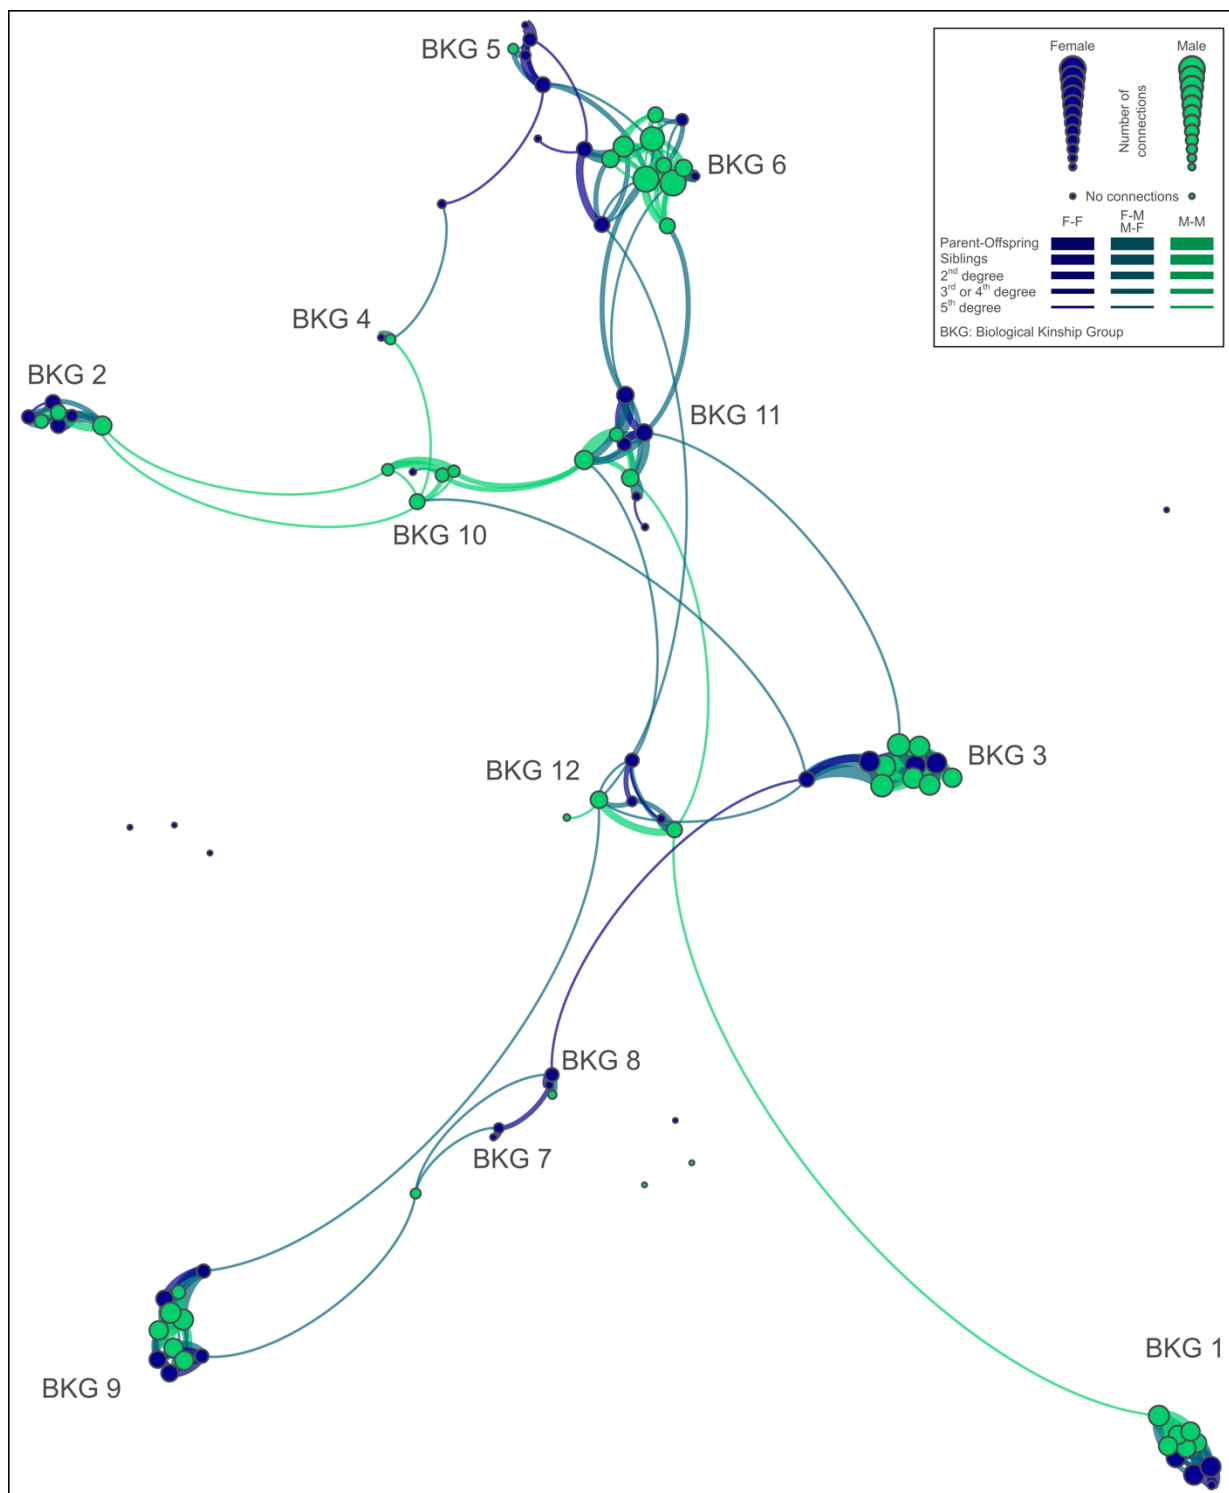 BKG 5
Female
Male
Number of
connections
BKG 6
No connections
F-F
F-M
M-F
M-M
Parent-Offspring
Siblings
2nd degree
3rd or 4th degree
5th degree
BKG: Biological Kinship Group
BKG 4
BKG 2
BKG 11
BKG 10
BKG 3
BKG 12
BKG 8
BKG 7
BKG 1
BKG 9